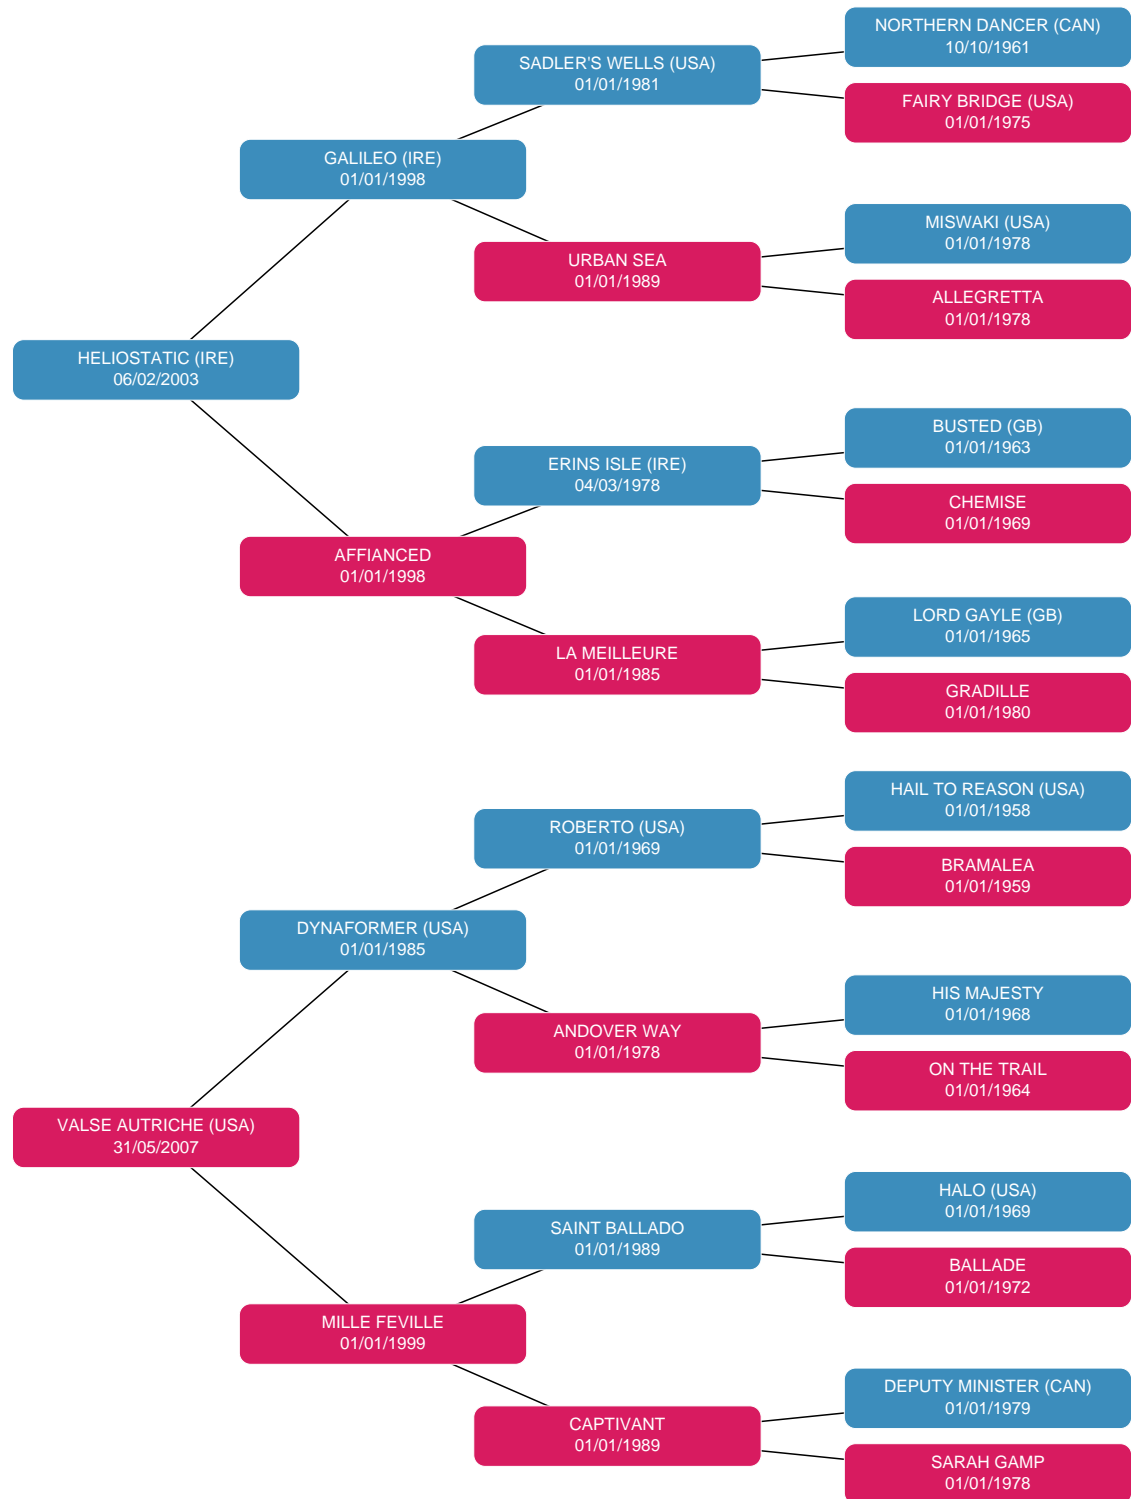 NORTHERN DANCER (CAN)
10/10/1961
SADLER'S WELLS (USA)
01/01/1981
FAIRY BRIDGE (USA)
01/01/1975
GALILEO (IRE)
01/01/1998
MISWAKI (USA)
01/01/1978
URBAN SEA
01/01/1989
ALLEGRETTA
01/01/1978
HELIOSTATIC (IRE)
06/02/2003
BUSTED (GB)
01/01/1963
ERINS ISLE (IRE)
04/03/1978
CHEMISE
01/01/1969
AFFIANCED
01/01/1998
LORD GAYLE (GB)
01/01/1965
LA MEILLEURE
01/01/1985
GRADILLE
01/01/1980
HAIL TO REASON (USA)
01/01/1958
ROBERTO (USA)
01/01/1969
BRAMALEA
01/01/1959
DYNAFORMER (USA)
01/01/1985
HIS MAJESTY
01/01/1968
ANDOVER WAY
01/01/1978
ON THE TRAIL
01/01/1964
VALSE AUTRICHE (USA)
31/05/2007
HALO (USA)
01/01/1969
SAINT BALLADO
01/01/1989
BALLADE
01/01/1972
MILLE FEVILLE
01/01/1999
DEPUTY MINISTER (CAN)
01/01/1979
CAPTIVANT
01/01/1989
SARAH GAMP
01/01/1978